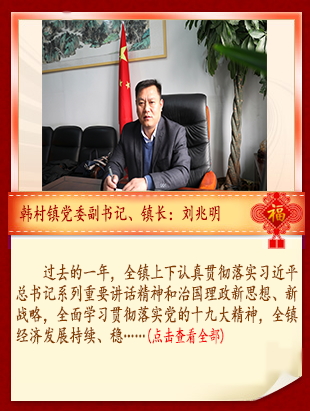 韩村镇党委副书记、镇长：刘兆明
福
过去的一年，全镇上下认真贯彻落实习近平
总书记系列重要讲话精神和治国理政新思想、新
战略，全面学习贯彻落实党的十九大精神，全镇
经济发展持续、稳……(点击查看全部)